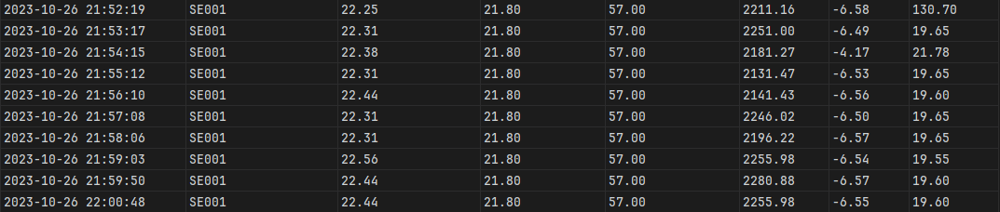 2023-10-26 21:52:19 SE001 22.25 21.80 57.00 2211.16 -6.58 130.70
2023-10-26 21:53:17 SE001 22.31 21.80 57.00 2251.00 -6.49 19.65
2023-10-26 21:54:15 SE001 22.38 21.80 57.00 2181.27 -4.17 21.78
2023-10-26 21:55:12 SE001 22.31 21.80 57.00 2131.47 -6.53 19.65
2023-10-26 21:56:10 SE001 22.44 21.80 57.00 2141.43 -6.56 19.60
2023-10-26 21:57:08 SE001 22.31 21.80 57.00 2246.02 -6.50 19.65
2023-10-26 21:58:06 SE001 22.31 21.80 57.00 2196.22 -6.57 19.65
2023-10-26 21:59:03 SE001 22.56 21.80 57.00 2255.98 -6.54 19.55
2023-10-26 21:59:50 SE001 22.44 21.80 57.00 2280.88 -6.57 19.60
2023-10-26 22:00:48 SE001 22.44 21.80 57.00 2255.98 -6.55 19.60